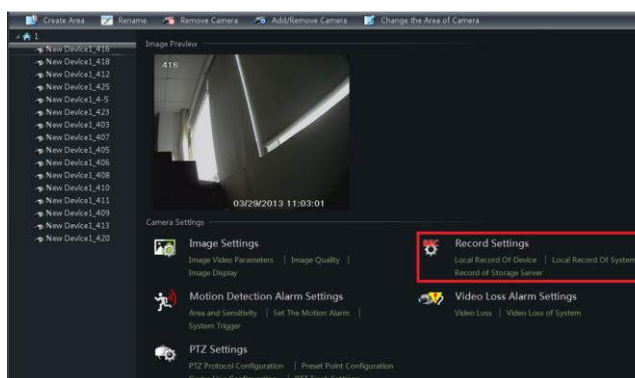 Create Area Rename Remove Camera Add/Remove Camera Change the Area of Camera
1
New Device1_416
New Device1_418
New Device1_412
New Device1_425
New Device1_4-5
New Device1_423
New Device1_403
New Device1_407
New Device1_405
New Device1_406
New Device1_408
New Device1_410
New Device1_411
New Device1_409
New Device1_413
New Device1_420
Image Preview
416
03/29/2013 11:03:01
Camera Settings
Image Settings
Image Video Parameters | Image Quality |
Image Display
Record Settings
Local Record Of Device | Local Record Of System
Record of Storage Server
Motion Detection Alarm Settings
Area and Sensitivity | Set The Motion Alarm |
System Trigger
Video Loss Alarm Settings
Video Loss | Video Loss of System
PTZ Settings
PTZ Protocol Configuration | Preset Point Configuration